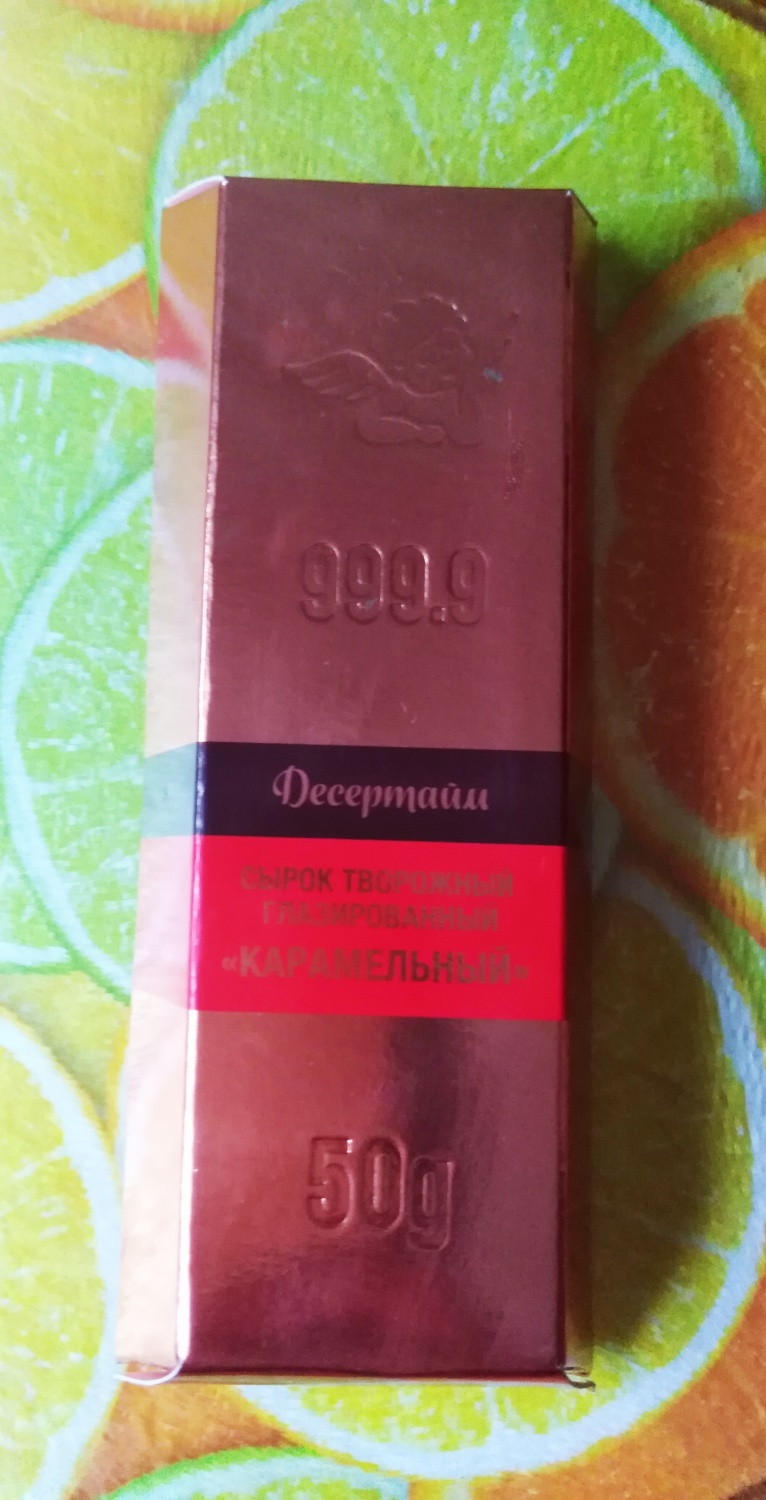 999.9
Десертайм
СЫРОК ТВОРОЖНЫЙ
ГЛАЗИРОВАННЫЙ
«КАРАМЕЛЬНЫЙ»
50g